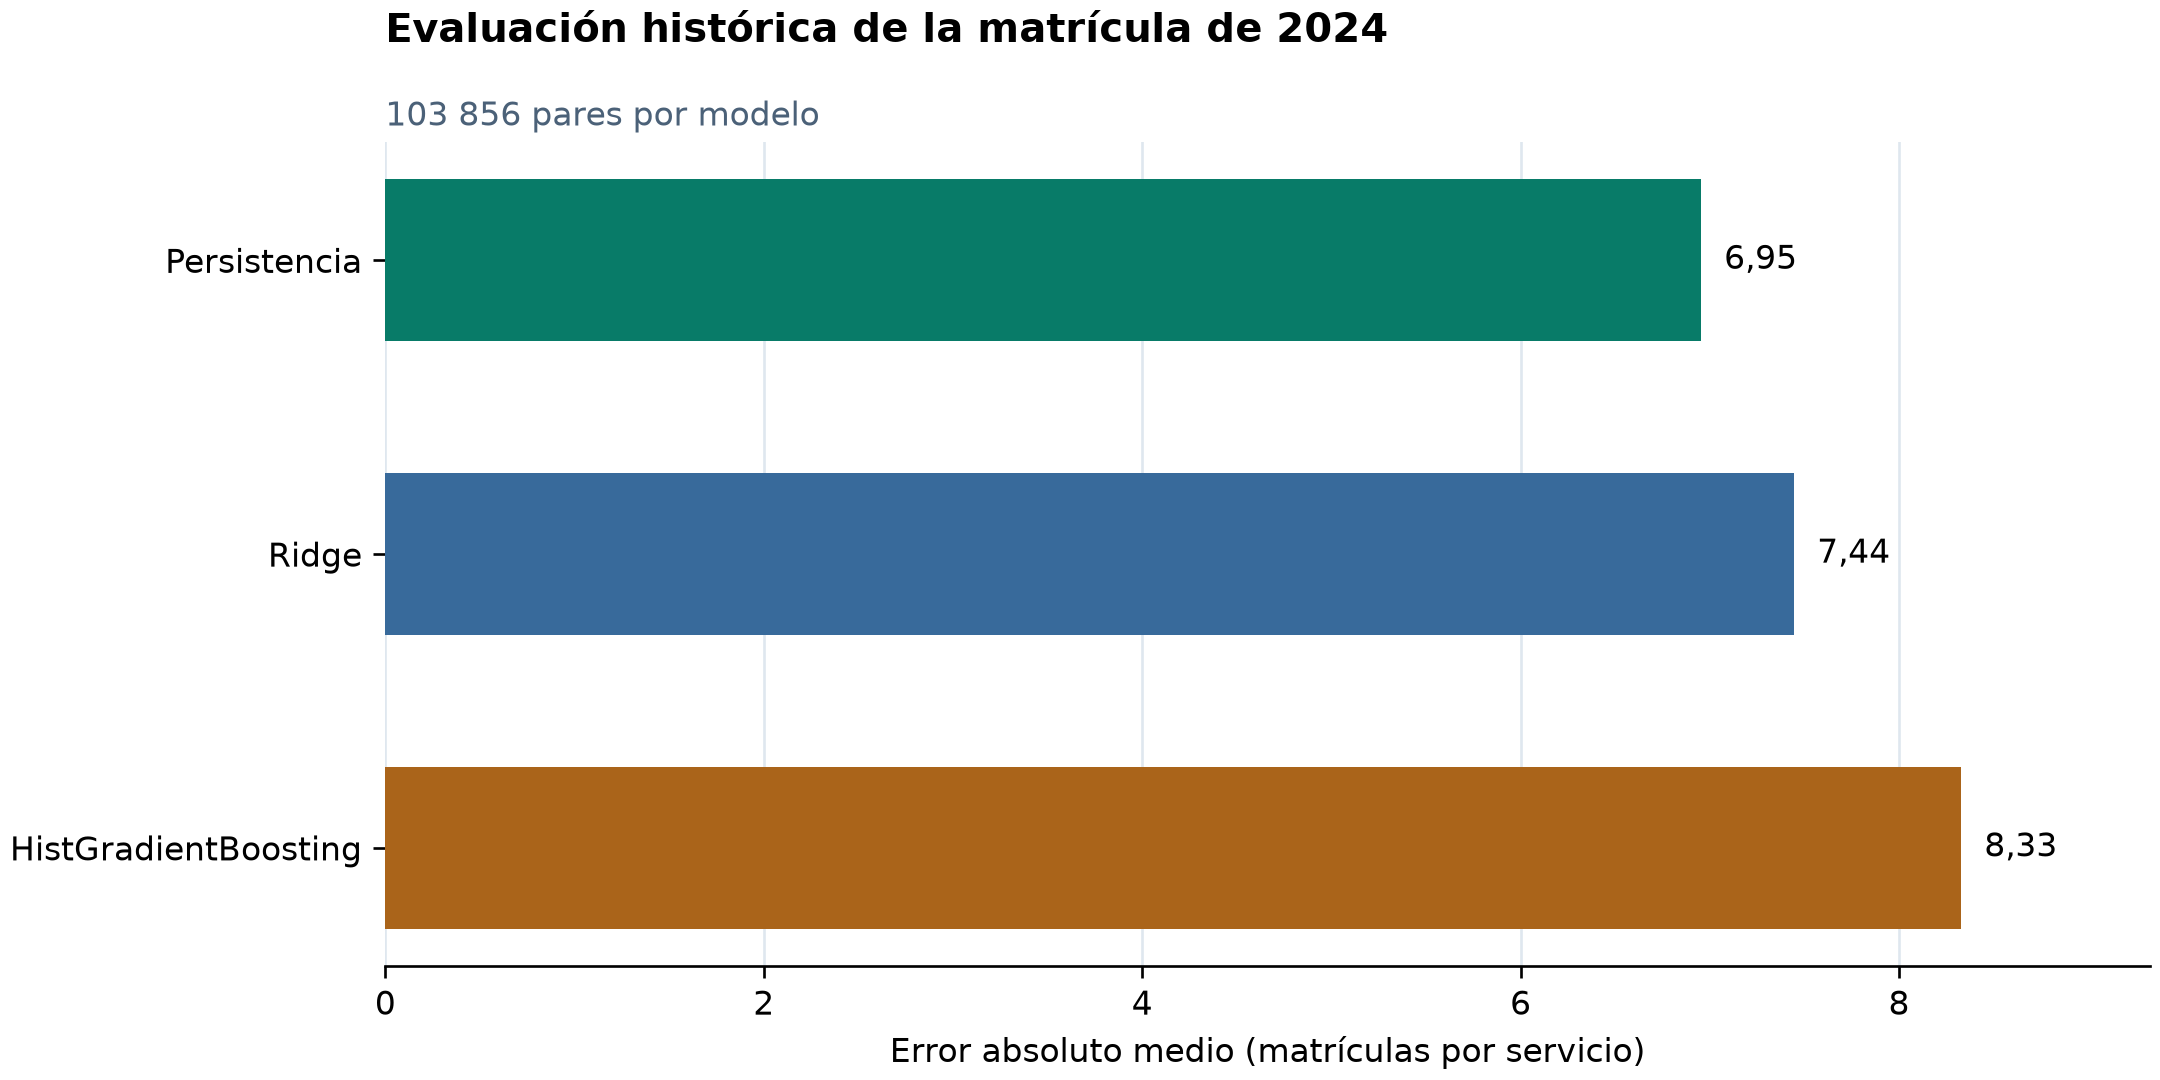 Evaluación histórica de la matrícula de 2024
103 856 pares por modelo
Persistencia
6,95
Ridge
7,44
HistGradientBoosting
8,33
0 2 4 6 8
Error absoluto medio (matrículas por servicio)